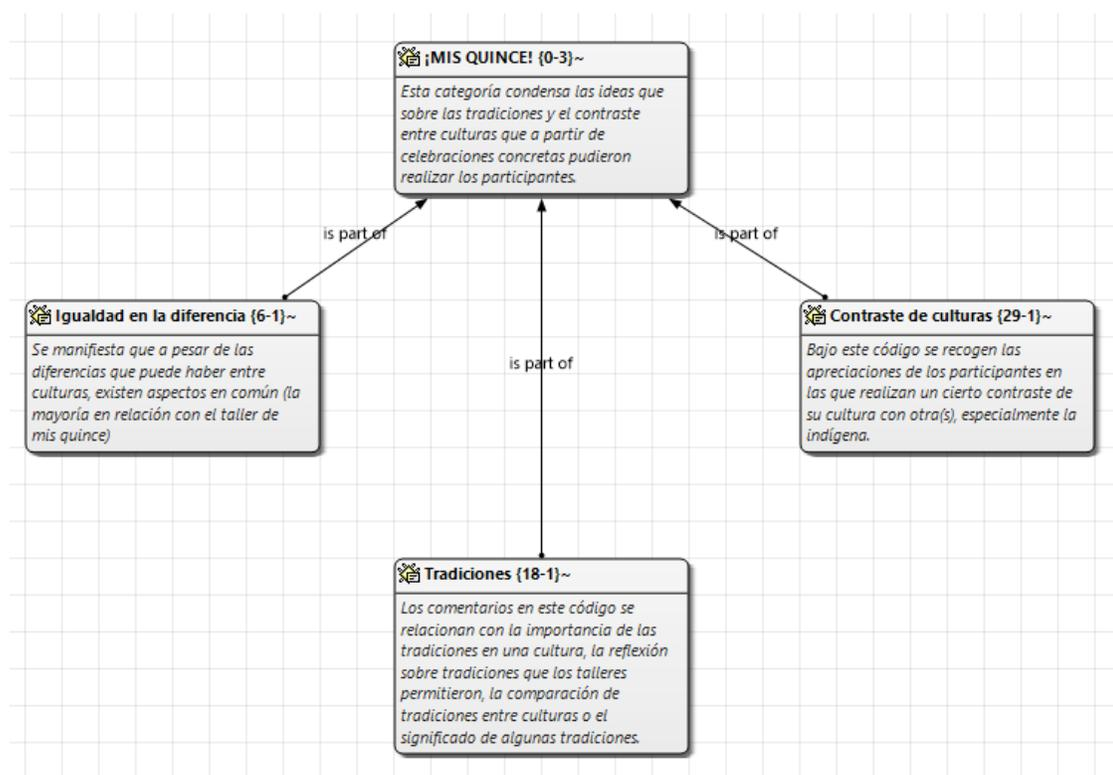 ¡MIS QUINCE! {0-3}~
Esta categoría condensa las ideas que
sobre las tradiciones y el contraste
entre culturas que a partir de
celebraciones concretas pudieron
realizar los participantes.
is part of
is part of
Igualdad en la diferencia {6-1}~
Se manifiesta que a pesar de las
diferencias que puede haber entre
culturas, existen aspectos en común (la
mayoría en relación con el taller de
mis quince)
is part of
Contraste de culturas {29-1}~
Bajo este código se recogen las
apreciaciones de los participantes en
las que realizan un cierto contraste de
su cultura con otra(s), especialmente la
indígena.
Tradiciones {18-1}~
Los comentarios en este código se
relacionan con la importancia de las
tradiciones en una cultura, la reflexión
sobre tradiciones que los talleres
permitieron, la comparación de
tradiciones entre culturas o el
significado de algunas tradiciones.